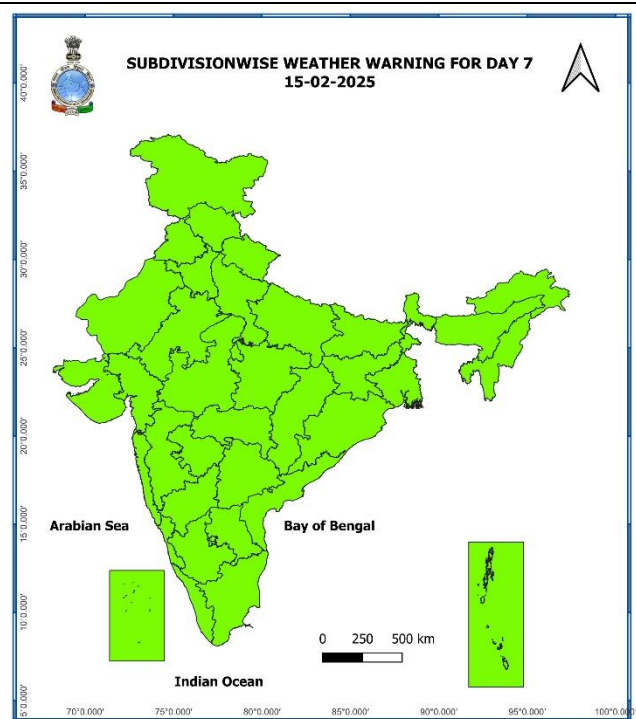 SUBDIVISIONWISE WEATHER WARNING FOR DAY 7
15-02-2025
40°0.000'
35°0.000'
30°0.000'
25°0.000'
20°0.000'
15°0.000'
10°0.000'
5°0.000'
Arabian Sea
Bay of Bengal
0 250 500 km
Indian Ocean
70°0.000' 75°0.000' 80°0.000' 85°0.000' 90°0.000' 95°0.000' 100°0.000'